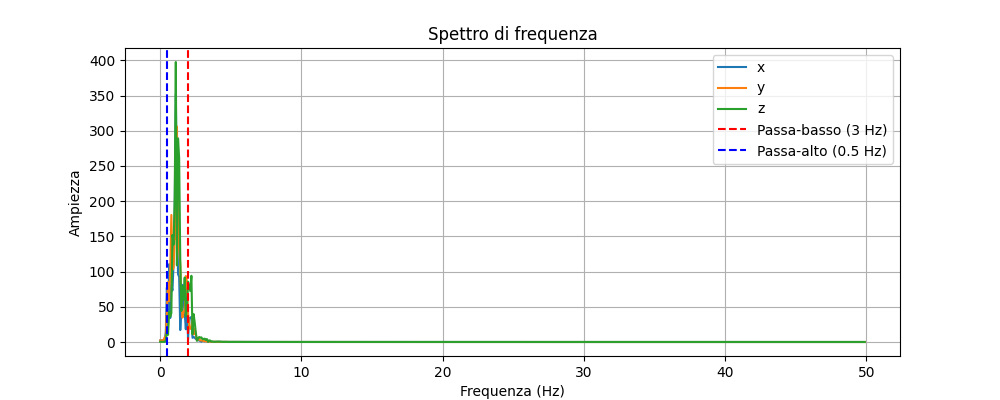 Spettro di frequenza
400
350
300
250
200
150
100
50
0
Ampiezza
x
y
z
Passa-basso (3 Hz)
Passa-alto (0.5 Hz)
0 10 20 30 40 50
Frequenza (Hz)